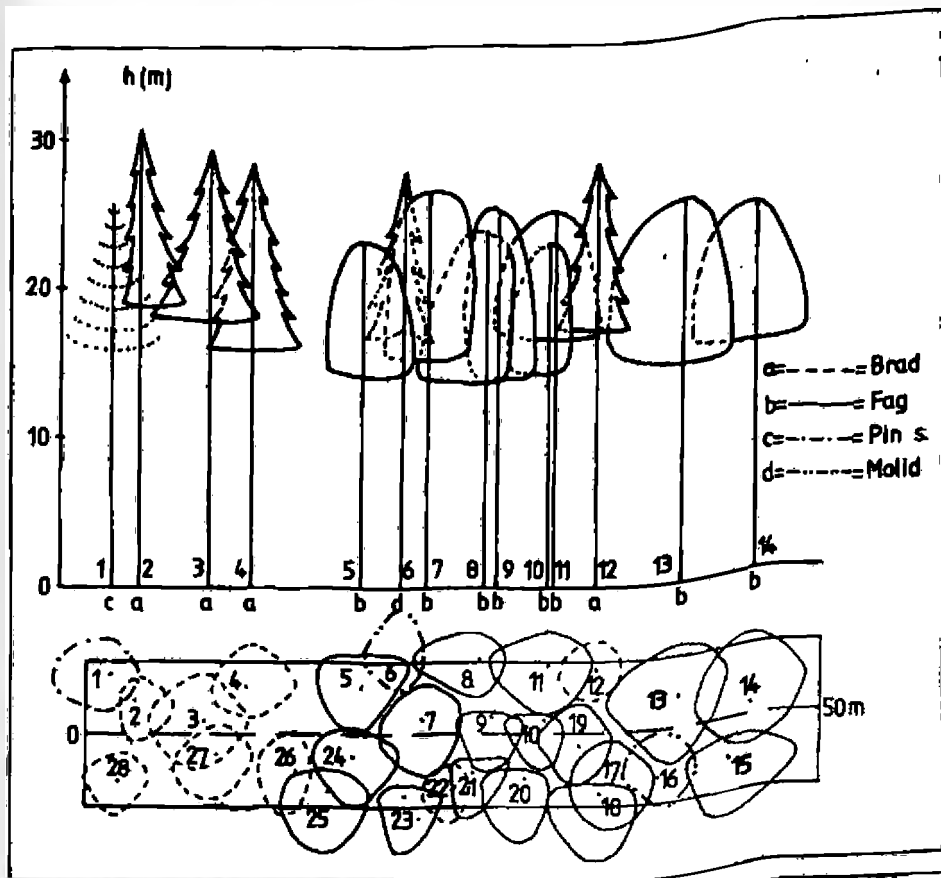 h (m)
30
20
10
0
a=-----=Brad
b=———=Fag
c=-·-·-=Pin s.
d=-···-=Molid
1 2 3 4 5 6 7 8 9 10 11 12 13 14
c a a a b d b b b b b a b b
1 2 3 4 5 6 7 8 9 10 11 12 13 14
0 50m
28 27 26 24 25 23 22 21 20 19 17 18 16 15